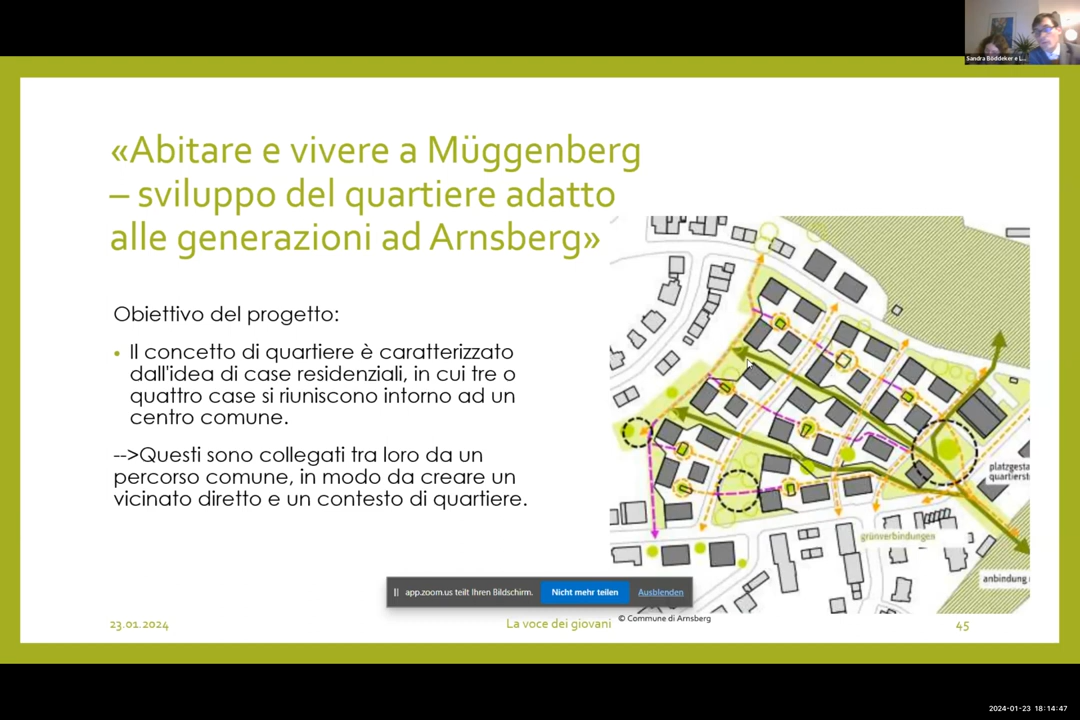 Sandra Böddeker e L...
«Abitare e vivere a Müggenberg
– sviluppo del quartiere adatto
alle generazioni ad Arnsberg»
Obiettivo del progetto:
• Il concetto di quartiere è caratterizzato
dall'idea di case residenziali, in cui tre o
quattro case si riuniscono intorno ad un
centro comune.
-->Questi sono collegati tra loro da un
percorso comune, in modo da creare un
vicinato diretto e un contesto di quartiere.
platzgesta
quartierst
grünverbindungen
anbindung
app.zoom.us teilt Ihren Bildschirm.
Nicht mehr teilen
Ausblenden
23.01.2024
La voce dei giovani
© Commune di Arnsberg
45
2024-01-23 18:14:47